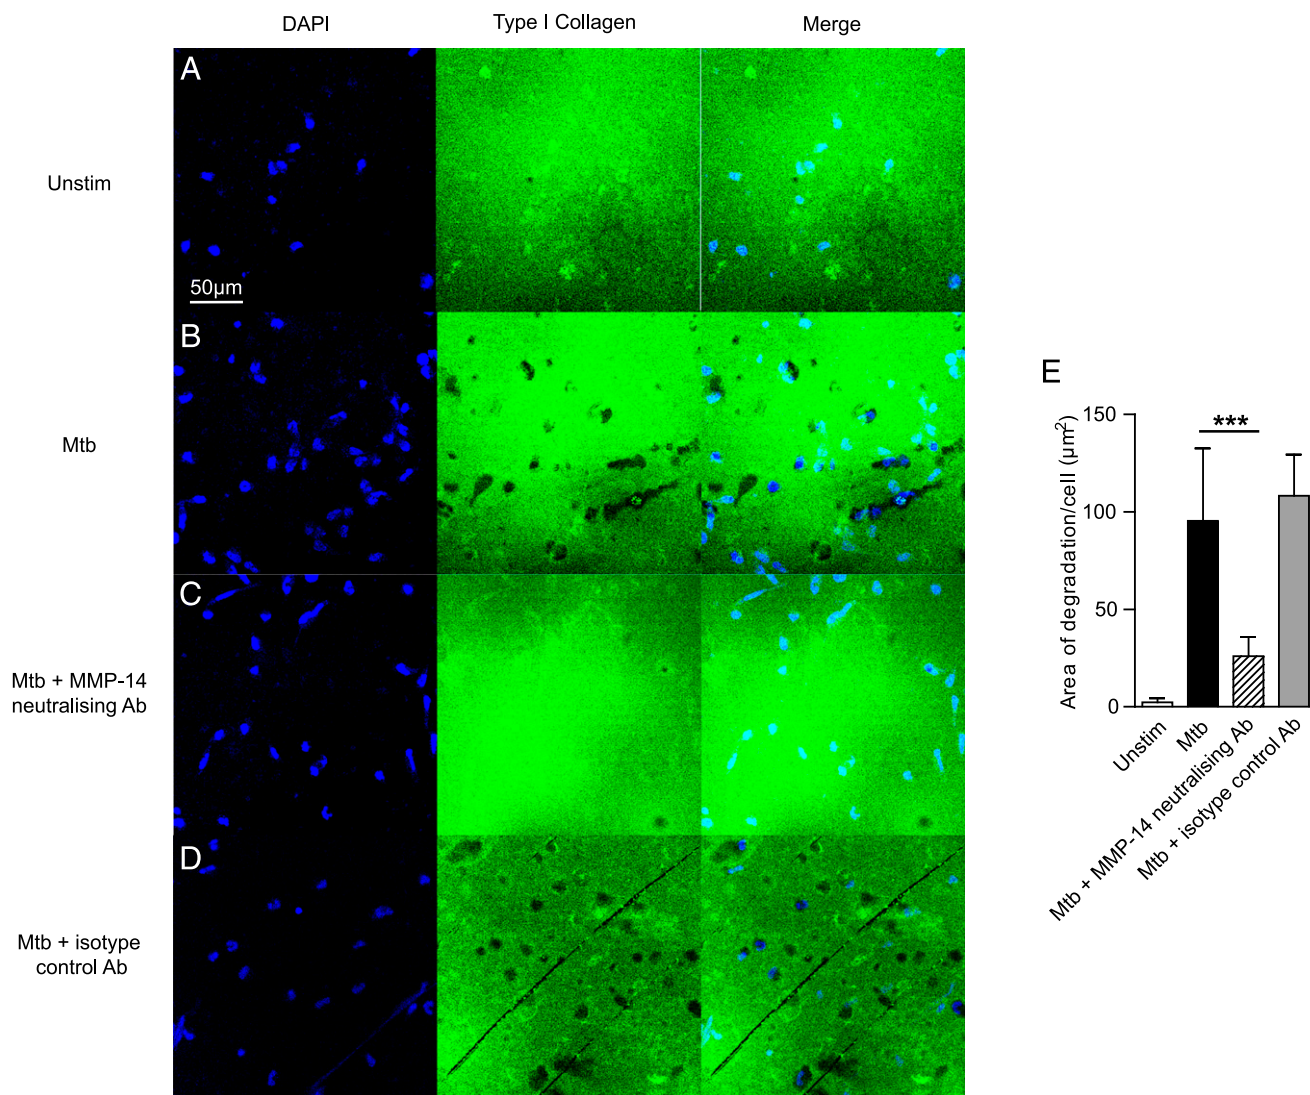 DAPI
Type I Collagen
Merge
A
Unstim
50µm
B
Mtb
C
Mtb + MMP-14
neutralising Ab
D
Mtb + isotype
control Ab
E
Area of degradation/cell (µm²)
150
100
50
0
***
Unstim
Mtb
Mtb + MMP-14 neutralising Ab
Mtb + isotype control Ab